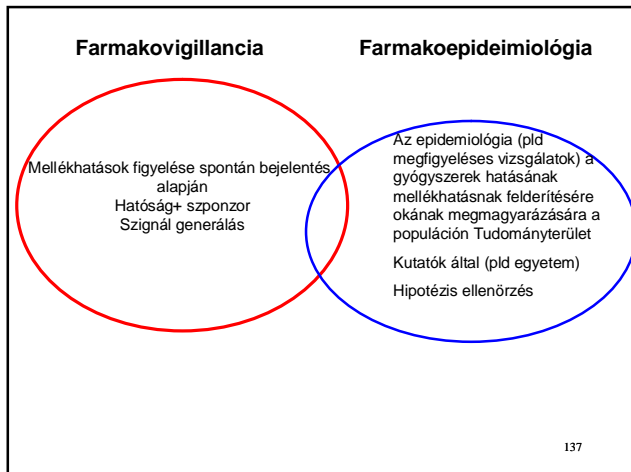 Farmakovigillancia
Farmakoepideimiológia
Mellékhatások figyelése spontán bejelentés
alapján
Hatóság+ szponzor
Szignál generálás
Az epidemiológia (pld
megfigyeléses vizsgálatok) a
gyógyszerek hatásának
mellékhatásnak felderítésére
okának megmagyarázására a
populáción Tudományterület
Kutatók által (pld egyetem)
Hipotézis ellenörzés
137